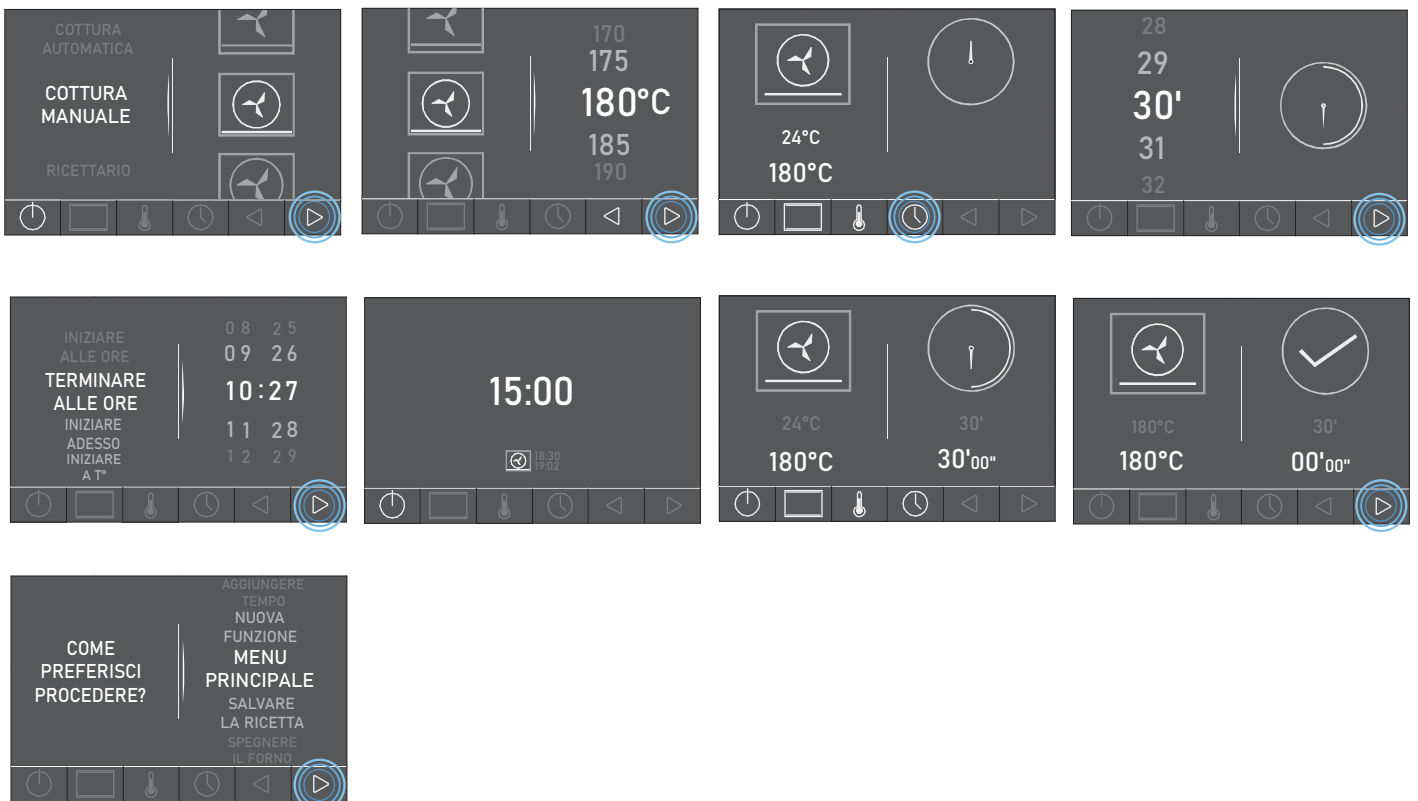 COTTURA
AUTOMATICA
COTTURA
MANUALE
RICETTARIO
170
175
180°C
185
190
24°C
180°C
28
29
30'
31
32
INIZIARE
ALLE ORE
TERMINARE
ALLE ORE
INIZIARE
ADESSO
INIZIARE
A Tª
08 25
09 26
10:27
11 28
12 29
15:00
18:30
19:02
24°C
180°C
30'
30'00"
180°C
180°C
30'
00'00"
COME
PREFERISCI
PROCEDERE?
AGGIUNGERE
TEMPO
NUOVA
FUNZIONE
MENU
PRINCIPALE
SALVARE
LA RICETTA
SPEGNERE
IL FORNO